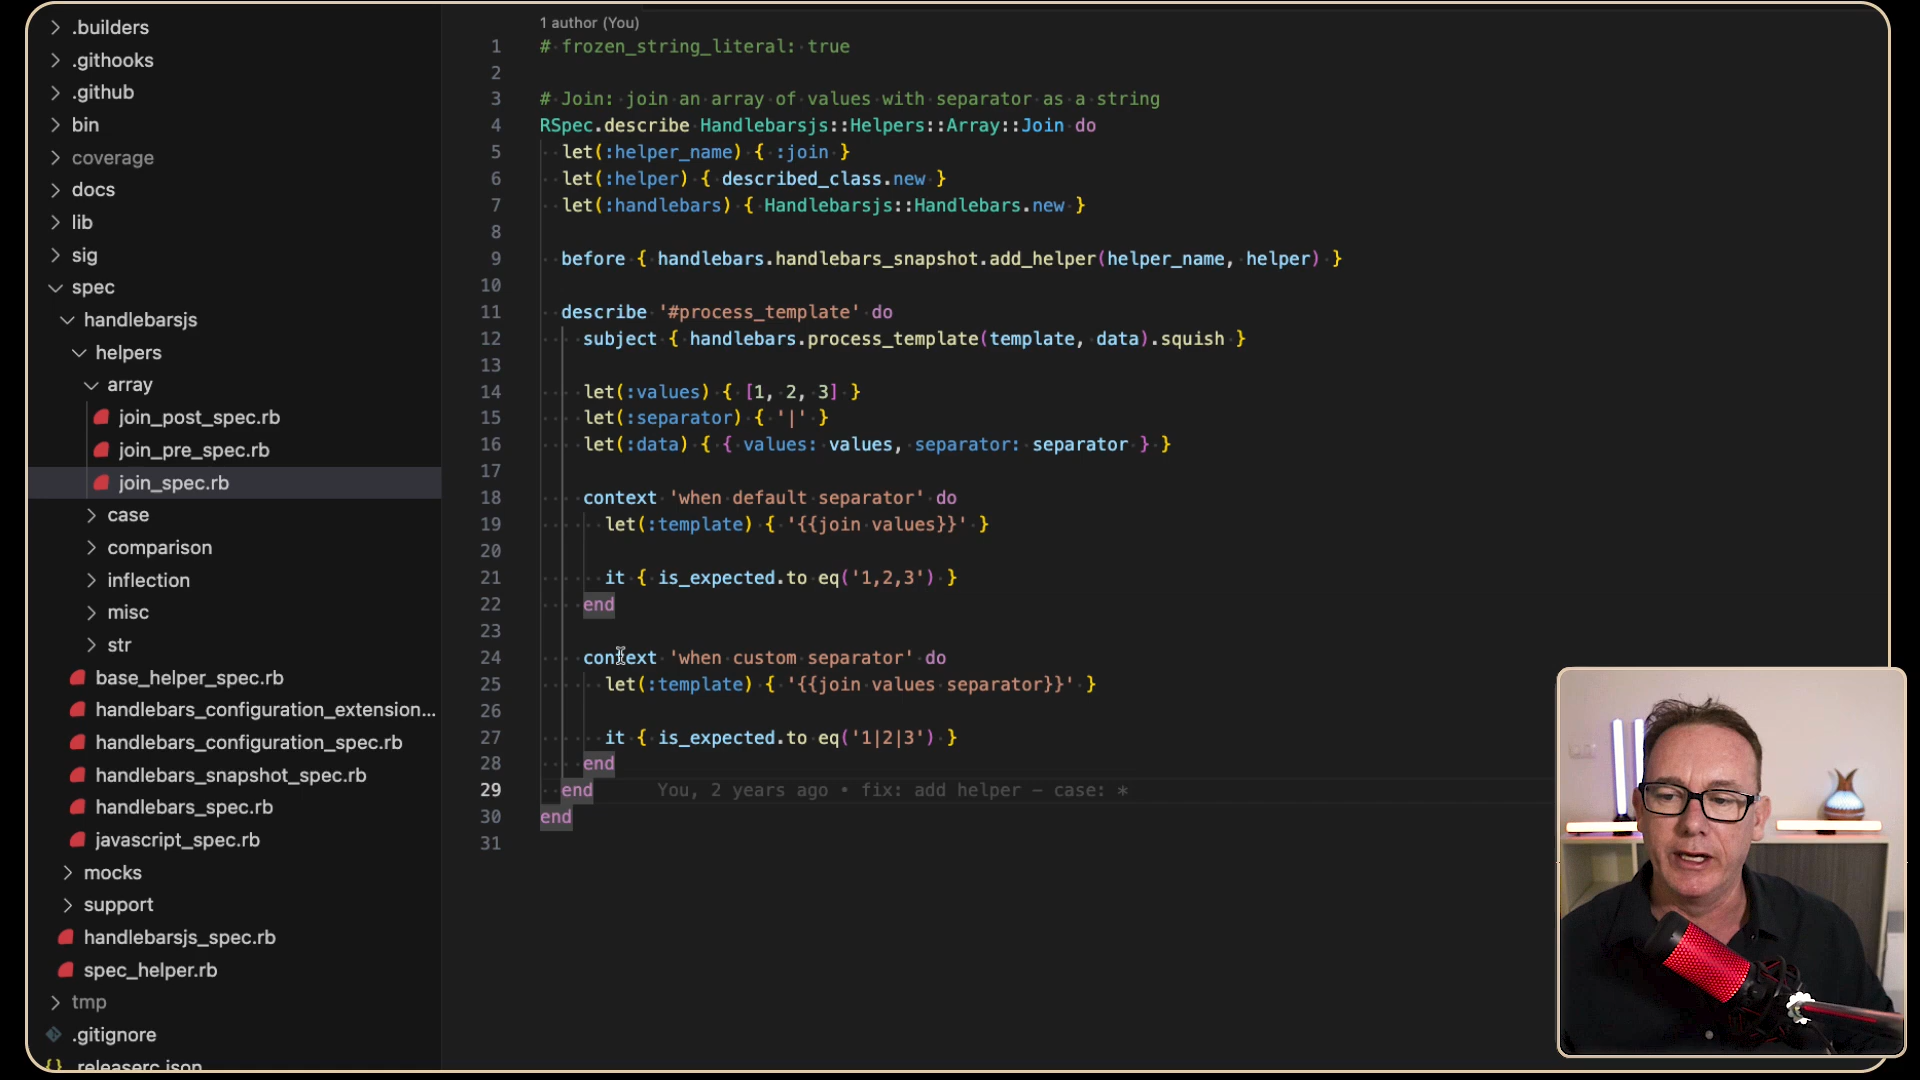 .builders
.githooks
.github
bin
coverage
docs
lib
sig
spec
handlebarsjs
helpers
array
join_post_spec.rb
join_pre_spec.rb
join_spec.rb
case
comparison
inflection
misc
str
base_helper_spec.rb
handlebars_configuration_extension...
handlebars_configuration_spec.rb
handlebars_snapshot_spec.rb
handlebars_spec.rb
javascript_spec.rb
mocks
support
handlebarsjs_spec.rb
spec_helper.rb
tmp
.gitignore
.releaserc.json
1 author (You)
1 # frozen_string_literal: true
2
3 # Join: join an array of values with separator as a string
4 RSpec.describe Handlebarsjs::Helpers::Array::Join do
5 let(:helper_name) { :join }
6 let(:helper) { described_class.new }
7 let(:handlebars) { Handlebarsjs::Handlebars.new }
8
9 before { handlebars.handlebars_snapshot.add_helper(helper_name, helper) }
10
11 describe '#process_template' do
12 subject { handlebars.process_template(template, data).squish }
13
14 let(:values) { [1, 2, 3] }
15 let(:separator) { '|' }
16 let(:data) { { values: values, separator: separator } }
17
18 context 'when default separator' do
19 let(:template) { '{{join values}}' }
20
21 it { is_expected.to eq('1,2,3') }
22 end
23
24 context 'when custom separator' do
25 let(:template) { '{{join values separator}}' }
26
27 it { is_expected.to eq('1|2|3') }
28 end
29 end You, 2 years ago • fix: add helper – case: *
30 end
31